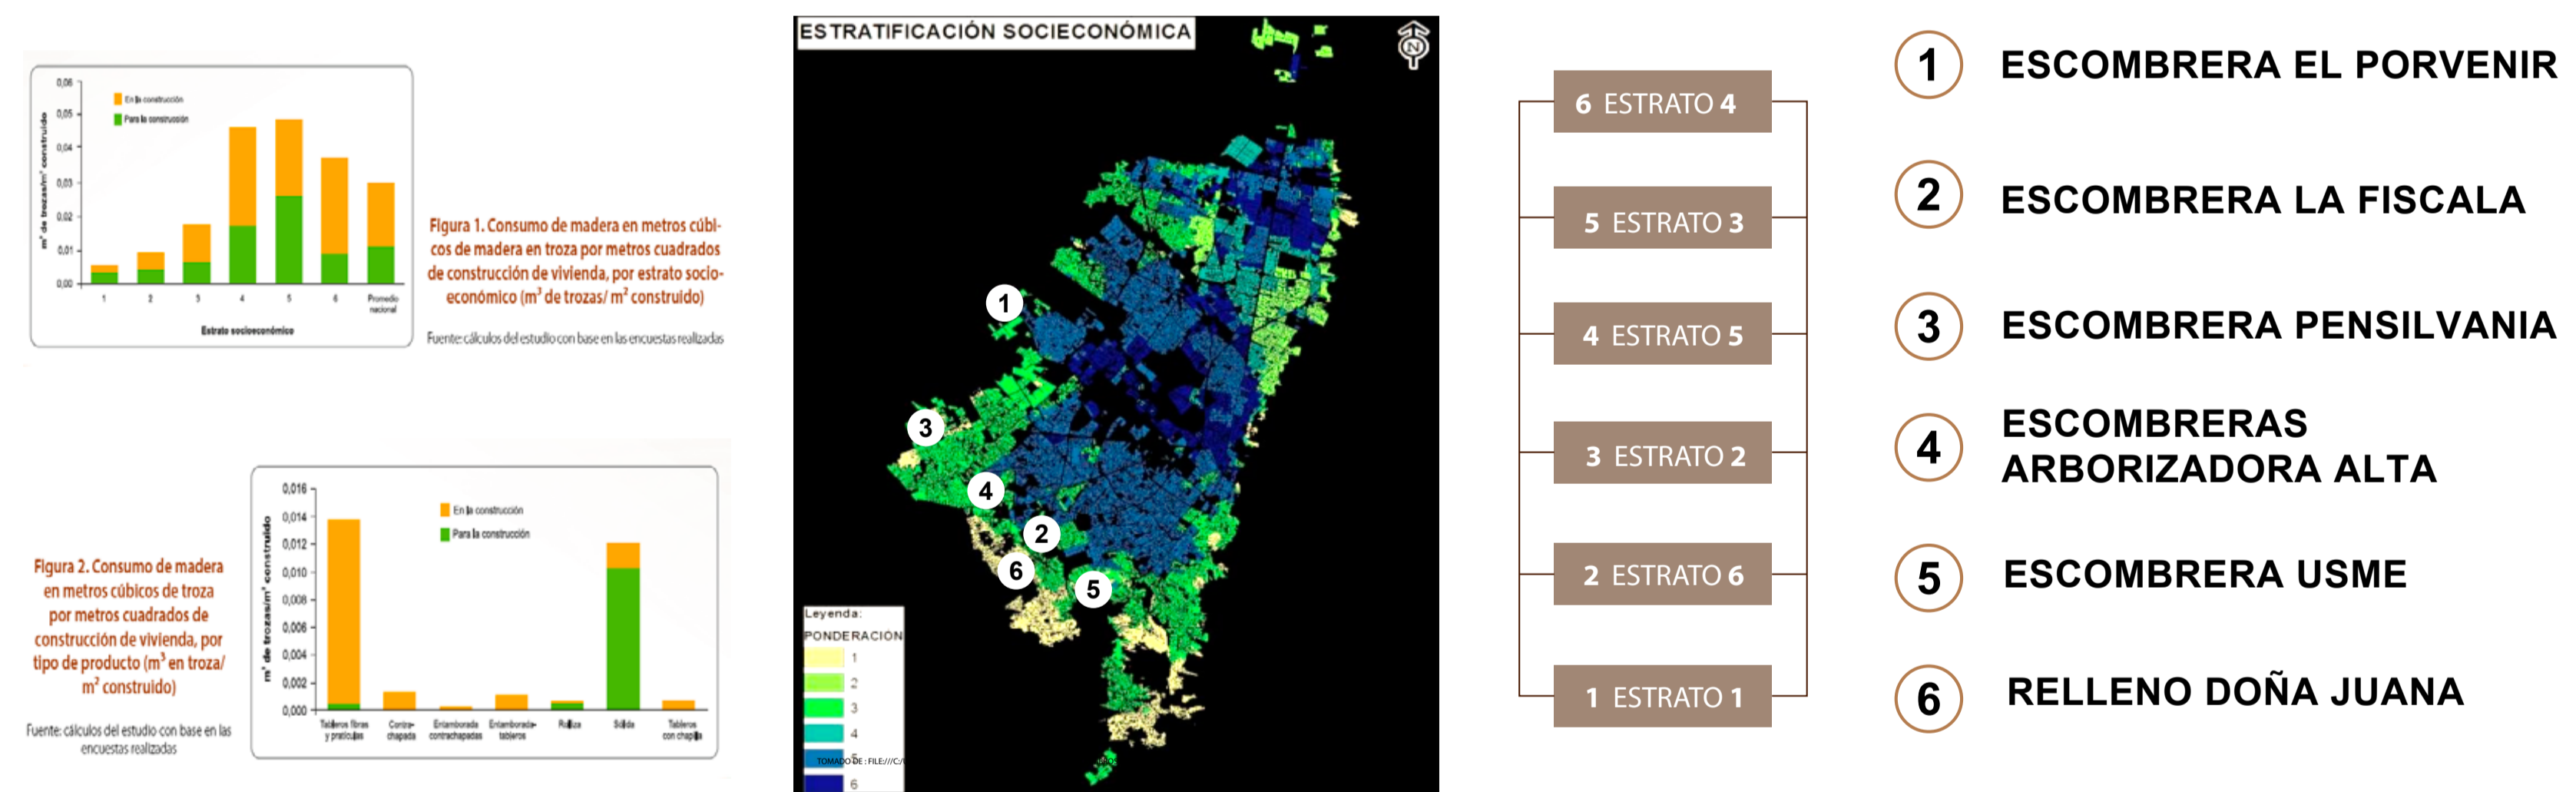 0,06
0,05
0,04
0,03
0,02
0,01
0,00
m³ de trozas/m² construido
En la construcción
Para la construcción
1
2
3
4
5
6
Promedio
nacional
Estrato socioeconómico
Figura 1. Consumo de madera en metros cúbi-
cos de madera en troza por metros cuadrados
de construcción de vivienda, por estrato socio-
económico (m³ de trozas/ m² construido)
Fuente: cálculos del estudio con base en las encuestas realizadas
Figura 2. Consumo de madera
en metros cúbicos de troza
por metros cuadrados de
construcción de vivienda, por
tipo de producto (m³ en troza/
m² construido)
Fuente: cálculos del estudio con base en las
encuestas realizadas
0,016
0,014
0,012
0,010
0,008
0,006
0,004
0,002
0,000
m³ de trozas/m² construido
En la construcción
Para la construcción
Tableros fibras
y praticulas
Contra-
chapada
Entamborada
contrachapadas
Entamborada-
tableros
Rolliza
Sólida
Tableros
con chapilla
ESTRATIFICACIÓN SOCIECONÓMICA
N
1
3
4
2
6
5
Leyenda:
PONDERACIÓN
1
2
3
4
5
6
TOMADO DE : FILE:///C:/
6 ESTRATO 4
5 ESTRATO 3
4 ESTRATO 5
3 ESTRATO 2
2 ESTRATO 6
1 ESTRATO 1
1 ESCOMBRERA EL PORVENIR
2 ESCOMBRERA LA FISCALA
3 ESCOMBRERA PENSILVANIA
4 ESCOMBRERAS
ARBORIZADORA ALTA
5 ESCOMBRERA USME
6 RELLENO DOÑA JUANA